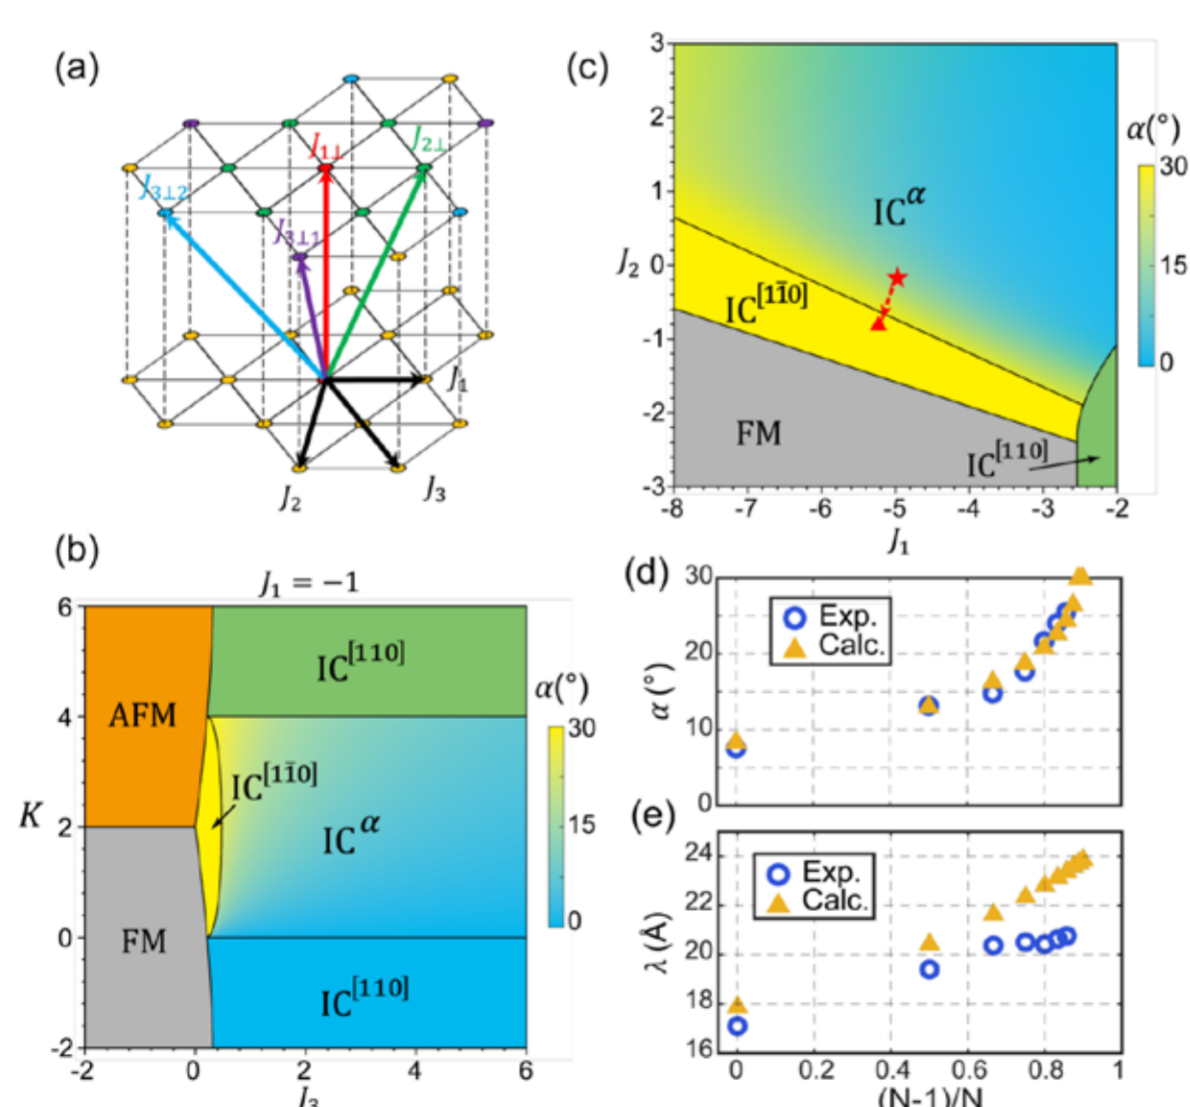 (a)
J₁⊥
J₂⊥
J₃⊥₂
J₃⊥₁
J₁
J₂
J₃
(b)
J₁ = −1
6
4
2
0
-2
K
AFM
FM
IC[110]
IC[11̄0]
ICα
IC[110]
-2 0 2 4 6
J₃
α(°)
30
15
0
(c)
3
2
1
0
-1
-2
-3
J₂
ICα
IC[11̄0]
FM
IC[110]
-8 -7 -6 -5 -4 -3 -2
J₁
α(°)
30
15
0
(d)
30
20
10
0
α(°)
Exp.
Calc.
(e)
24
22
20
18
16
λ(Å)
Exp.
Calc.
0 0.2 0.4 0.6 0.8 1
(N-1)/N